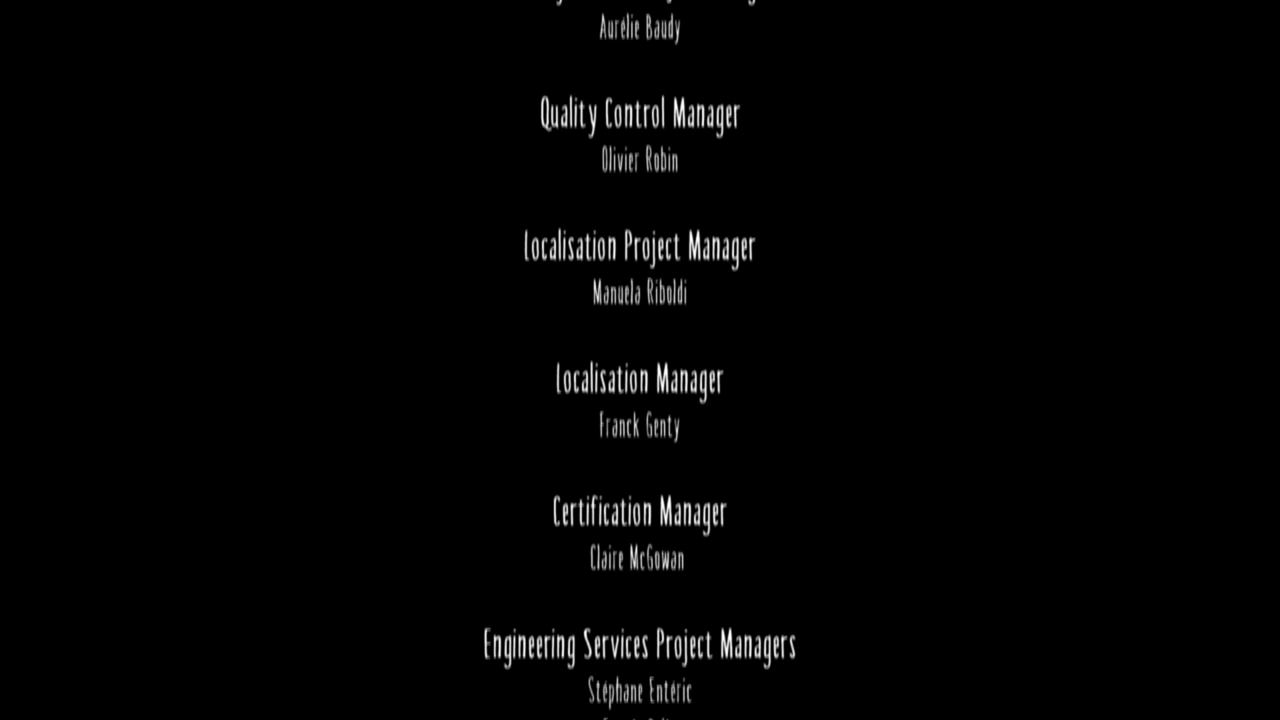 Aurélie Baudy
Quality Control Manager
Olivier Robin
Localisation Project Manager
Manuela Riboldi
Localisation Manager
Franck Genty
Certification Manager
Claire McGowan
Engineering Services Project Managers
Stéphane Entéric